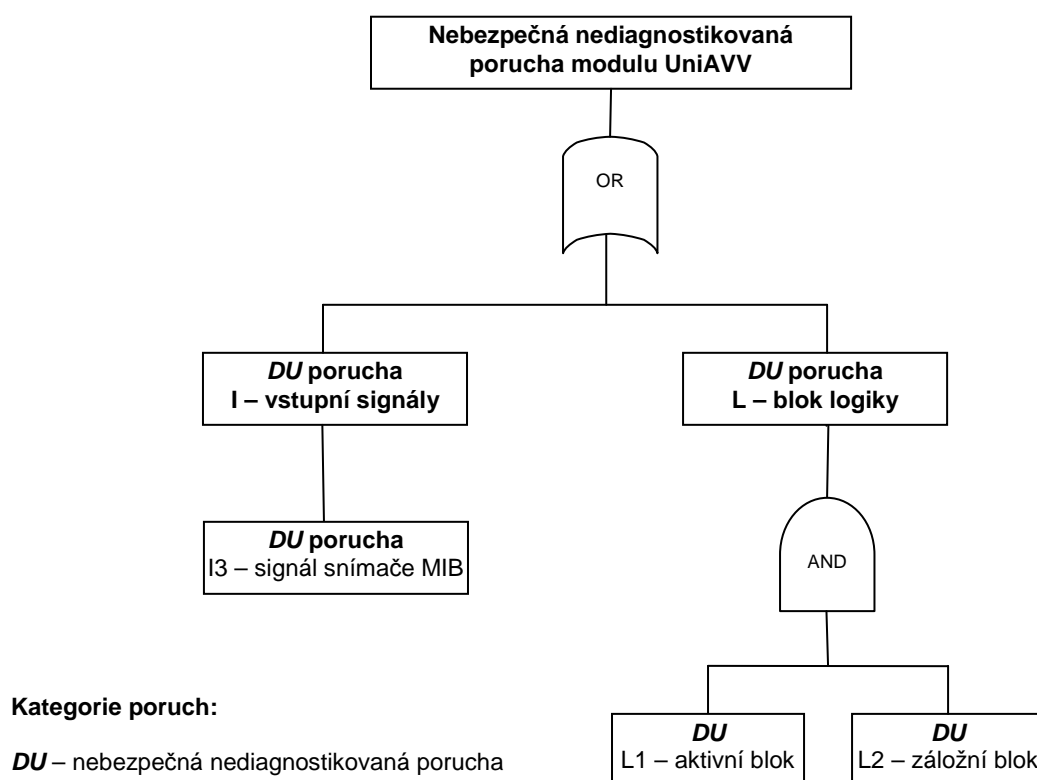 Nebezpečná nediagnostikovaná
porucha modulu UniAVV
OR
DU porucha
I – vstupní signály
DU porucha
L – blok logiky
DU porucha
I3 – signál snímače MIB
AND
Kategorie poruch:
DU – nebezpečná nediagnostikovaná porucha
DU
L1 – aktivní blok
DU
L2 – záložní blok